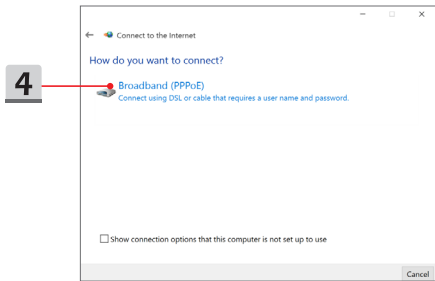 Connect to the Internet
How do you want to connect?
Broadband (PPPoE)
Connect using DSL or cable that requires a user name and password.
4
Show connection options that this computer is not set up to use
Cancel